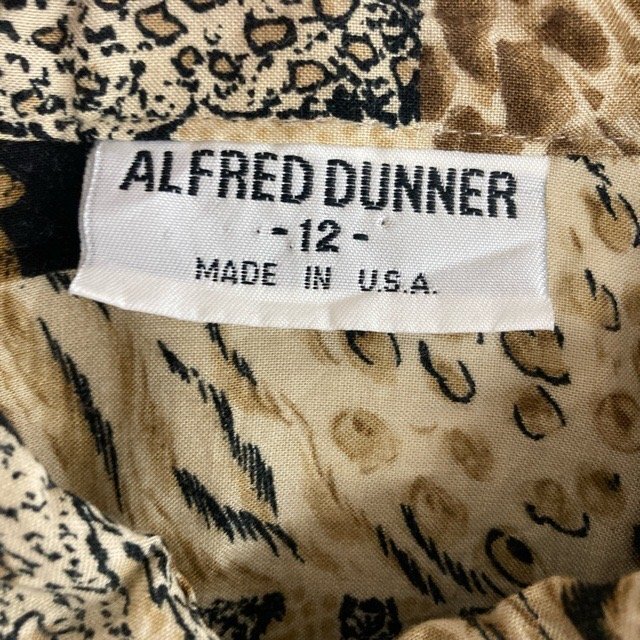 ALFRED DUNNER
- 12 -
MADE IN U.S.A.